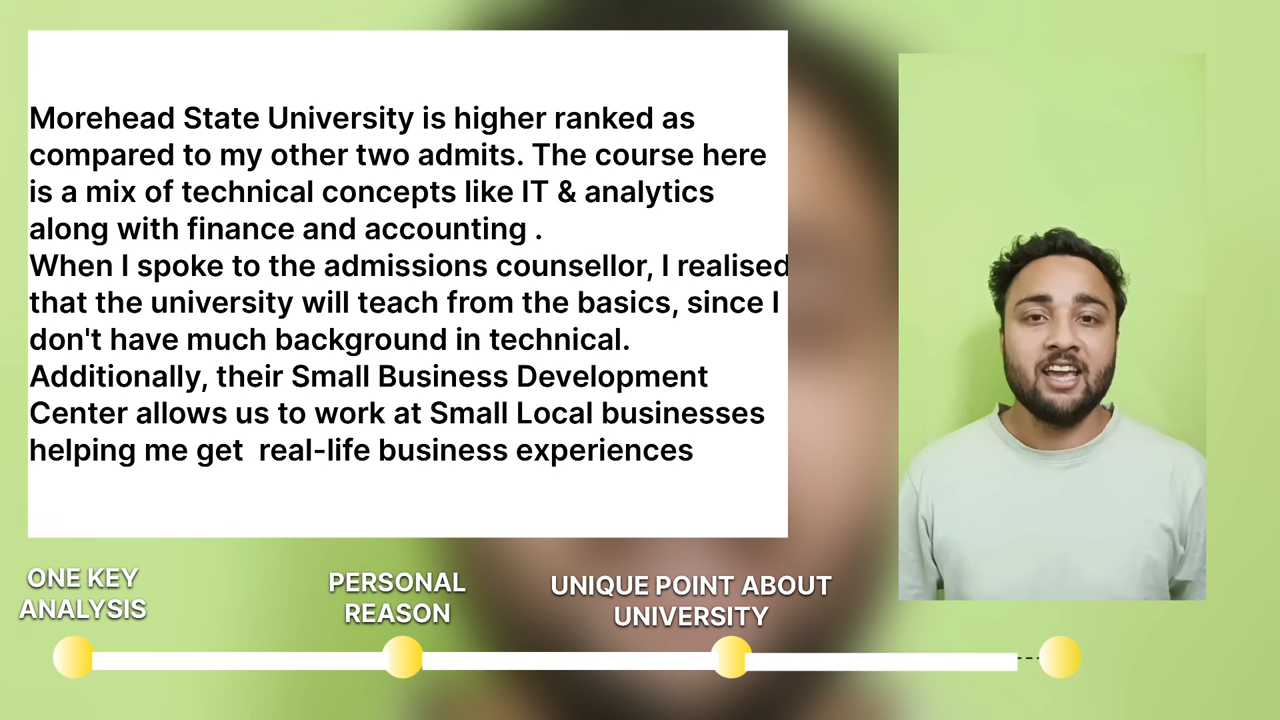 Morehead State University is higher ranked as
compared to my other two admits. The course here
is a mix of technical concepts like IT & analytics
along with finance and accounting .
When I spoke to the admissions counsellor, I realised
that the university will teach from the basics, since I
don't have much background in technical.
Additionally, their Small Business Development
Center allows us to work at Small Local businesses
helping me get  real-life business experiences
ONE KEY
ANALYSIS
PERSONAL
REASON
UNIQUE POINT ABOUT
UNIVERSITY